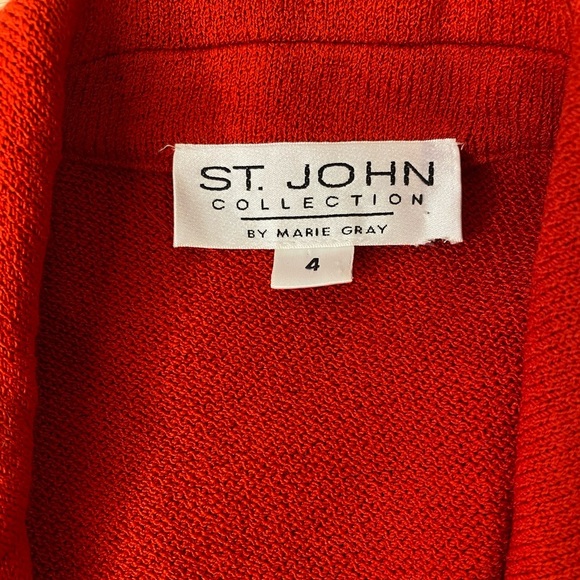 ST. JOHN
COLLECTION
BY MARIE GRAY
4